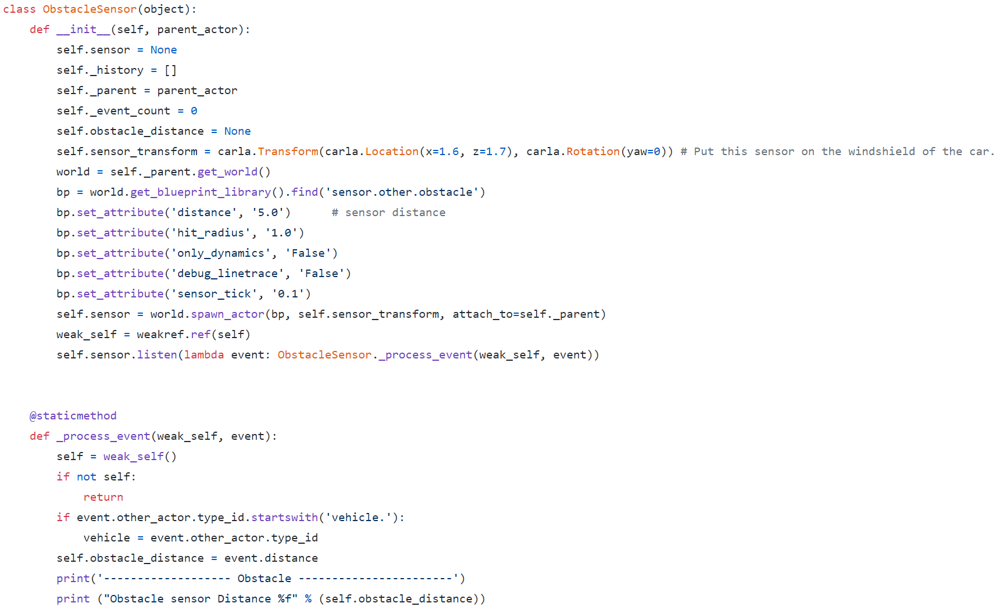 class ObstacleSensor(object):
    def __init__(self, parent_actor):
        self.sensor = None
        self._history = []
        self._parent = parent_actor
        self._event_count = 0
        self.obstacle_distance = None
        self.sensor_transform = carla.Transform(carla.Location(x=1.6, z=1.7), carla.Rotation(yaw=0)) # Put this sensor on the windshield of the car.
        world = self._parent.get_world()
        bp = world.get_blueprint_library().find('sensor.other.obstacle')
        bp.set_attribute('distance', '5.0')      # sensor distance
        bp.set_attribute('hit_radius', '1.0')
        bp.set_attribute('only_dynamics', 'False')
        bp.set_attribute('debug_linetrace', 'False')
        bp.set_attribute('sensor_tick', '0.1')
        self.sensor = world.spawn_actor(bp, self.sensor_transform, attach_to=self._parent)
        weak_self = weakref.ref(self)
        self.sensor.listen(lambda event: ObstacleSensor._process_event(weak_self, event))
    @staticmethod
    def _process_event(weak_self, event):
        self = weak_self()
        if not self:
            return
        if event.other_actor.type_id.startswith('vehicle.'):
            vehicle = event.other_actor.type_id
        self.obstacle_distance = event.distance
        print('------------------- Obstacle -----------------------')
        print ("Obstacle sensor Distance %f" % (self.obstacle_distance))